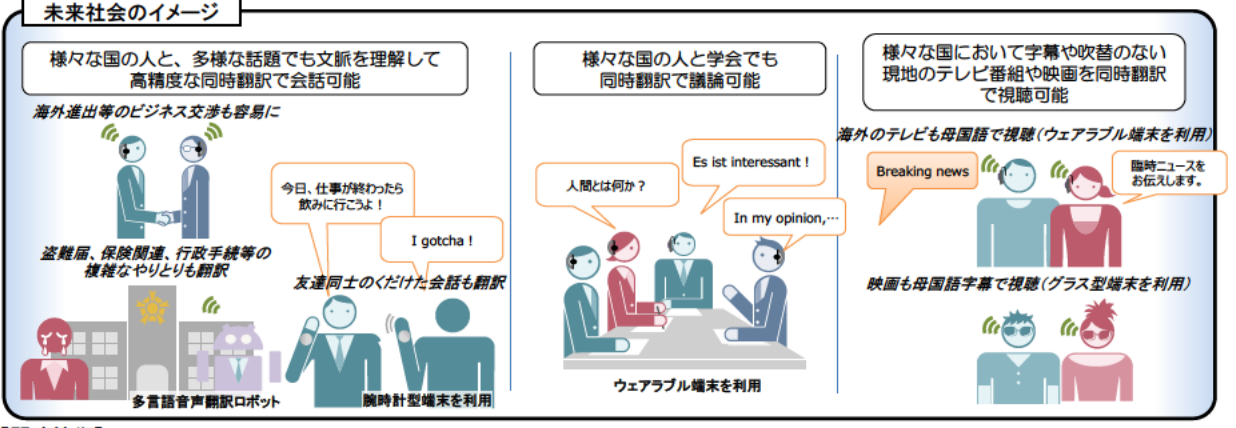 未来社会のイメージ
様々な国の人と、多様な話題でも文脈を理解して
高精度な同時翻訳で会話可能
海外進出等のビジネス交渉も容易に
今日、仕事が終わったら
飲みに行こうよ！
I gotcha！
盗難届、保険関連、行政手続等の
複雑なやりとりも翻訳
友達同士のくだけた会話も翻訳
多言語音声翻訳ロボット
腕時計型端末を利用
様々な国の人と学会でも
同時翻訳で議論可能
人間とは何か？
Es ist interessant！
In my opinion,…
ウェアラブル端末を利用
様々な国において字幕や吹替のない
現地のテレビ番組や映画を同時翻訳
で視聴可能
海外のテレビも母国語で視聴（ウェアラブル端末を利用）
Breaking news
臨時ニュースを
お伝えします。
映画も母国語字幕で視聴（グラス型端末を利用）